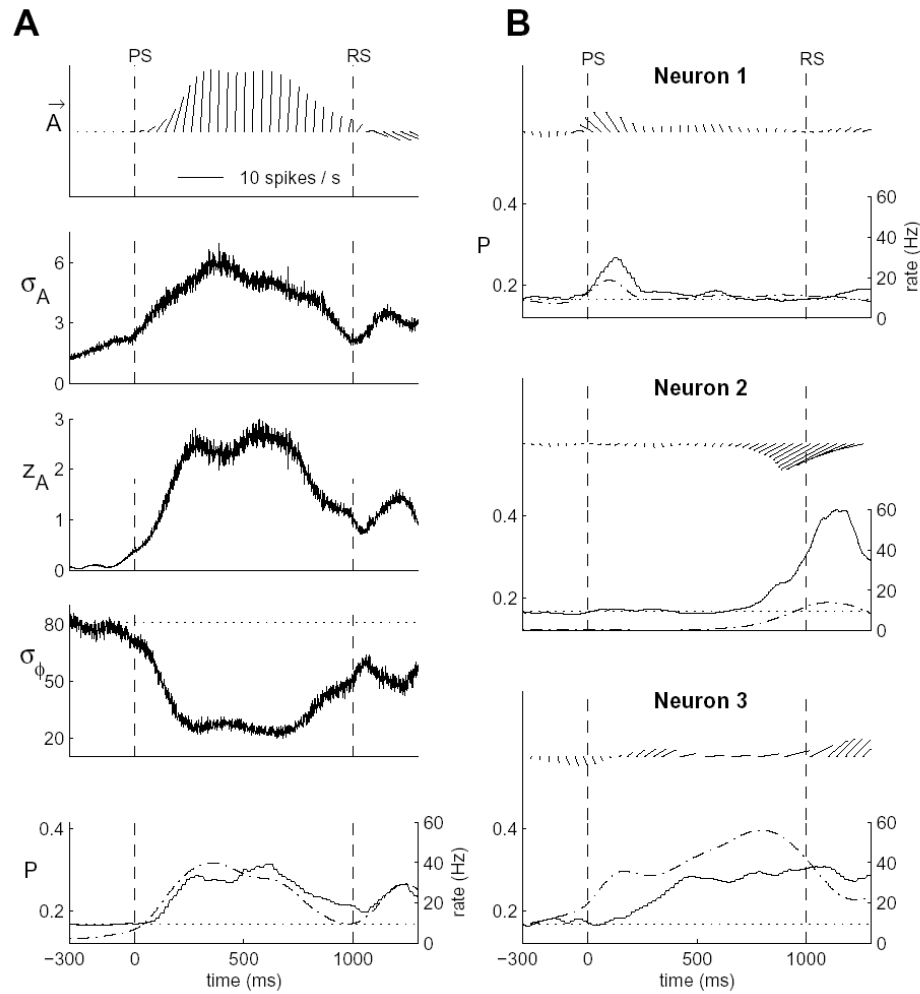 A
PS
RS
A
10 spikes / s
σA
6
3
0
zA
3
2
1
0
σϕ
80
50
20
P
0.4
0.2
60
40
20
0
rate (Hz)
−300
0
1000
time (ms)
B
PS
RS
Neuron 1
P
0.4
0.2
60
40
20
0
rate (Hz)
Neuron 2
0.4
0.2
60
40
20
0
Neuron 3
0.4
0.2
60
40
20
0
rate (Hz)
−300
0
1000
time (ms)